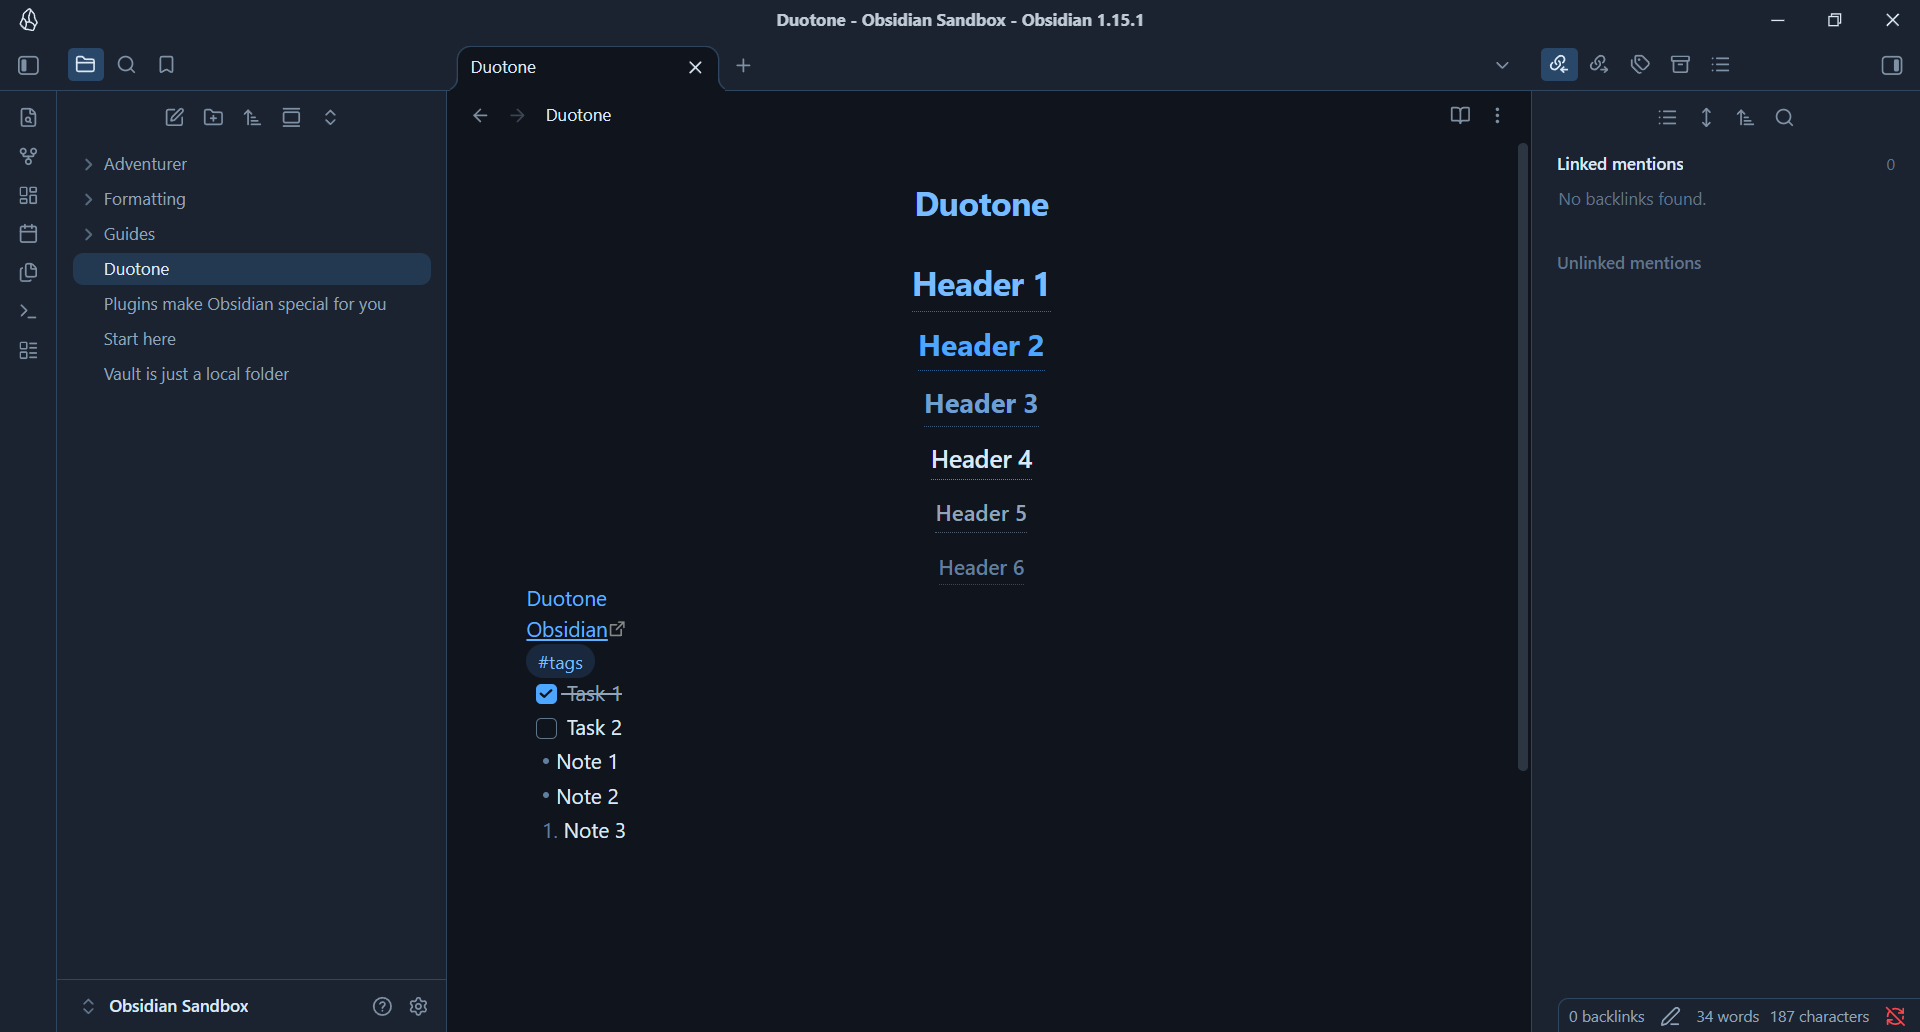 Duotone - Obsidian Sandbox - Obsidian 1.15.1
Duotone
Duotone
Adventurer
Formatting
Guides
Duotone
Plugins make Obsidian special for you
Start here
Vault is just a local folder
Obsidian Sandbox
Duotone
Header 1
Header 2
Header 3
Header 4
Header 5
Header 6
Duotone
Obsidian
#tags
Task 1
Task 2
• Note 1
• Note 2
1. Note 3
Linked mentions 0
No backlinks found.
Unlinked mentions
0 backlinks 34 words 187 characters